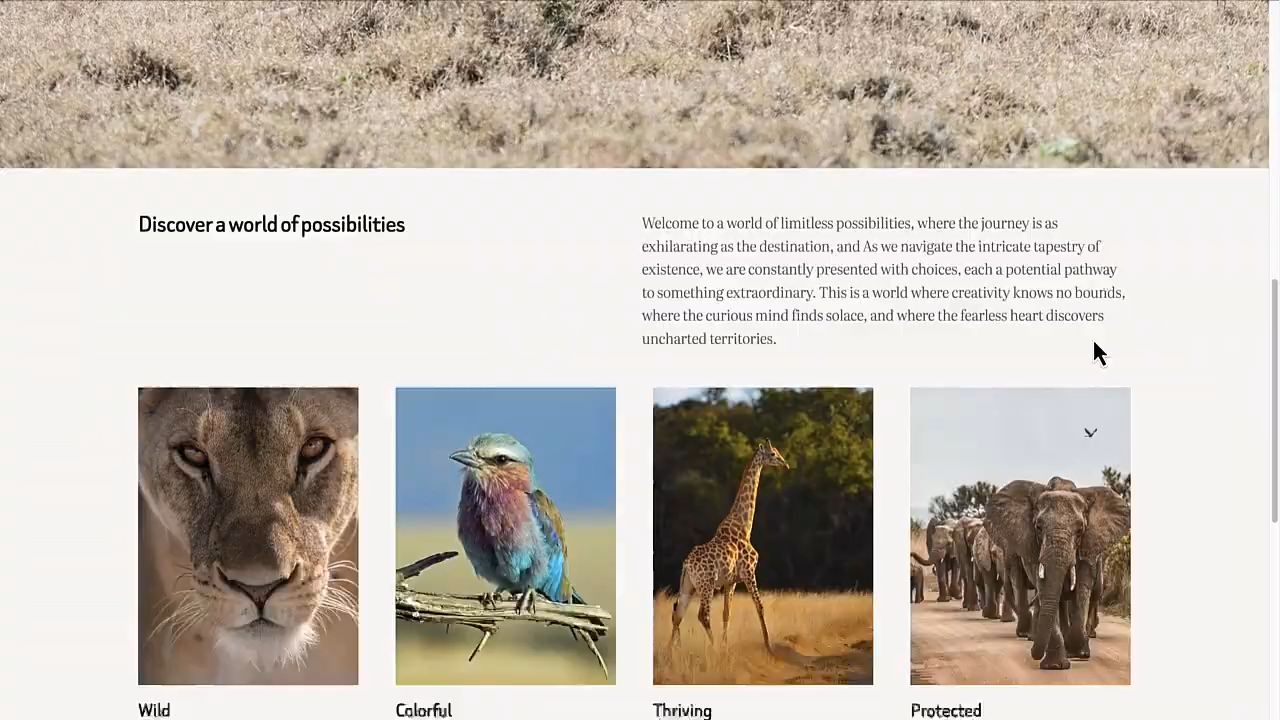 Discover a world of possibilities
Welcome to a world of limitless possibilities, where the journey is as
exhilarating as the destination, and As we navigate the intricate tapestry of
existence, we are constantly presented with choices, each a potential pathway
to something extraordinary. This is a world where creativity knows no bounds,
where the curious mind finds solace, and where the fearless heart discovers
uncharted territories.
Wild
Colorful
Thriving
Protected